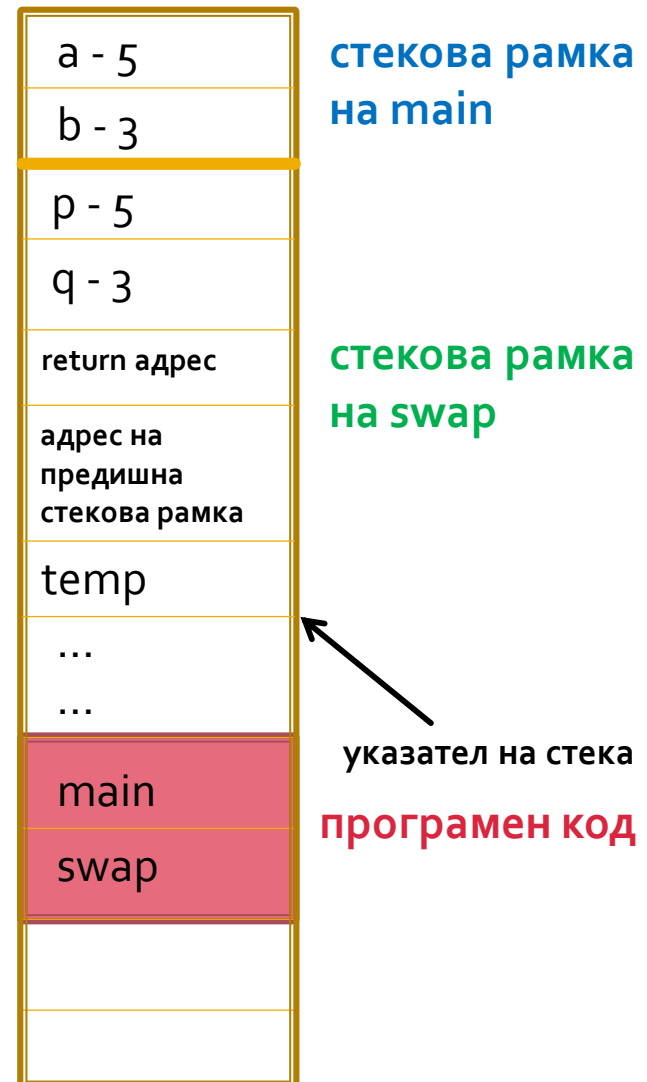 a - 5
стекова рамка
на main
b - 3
p - 5
q - 3
return адрес
стекова рамка
на swap
адрес на
предишна
стекова рамка
temp
...
...
указател на стека
main
програмен код
swap